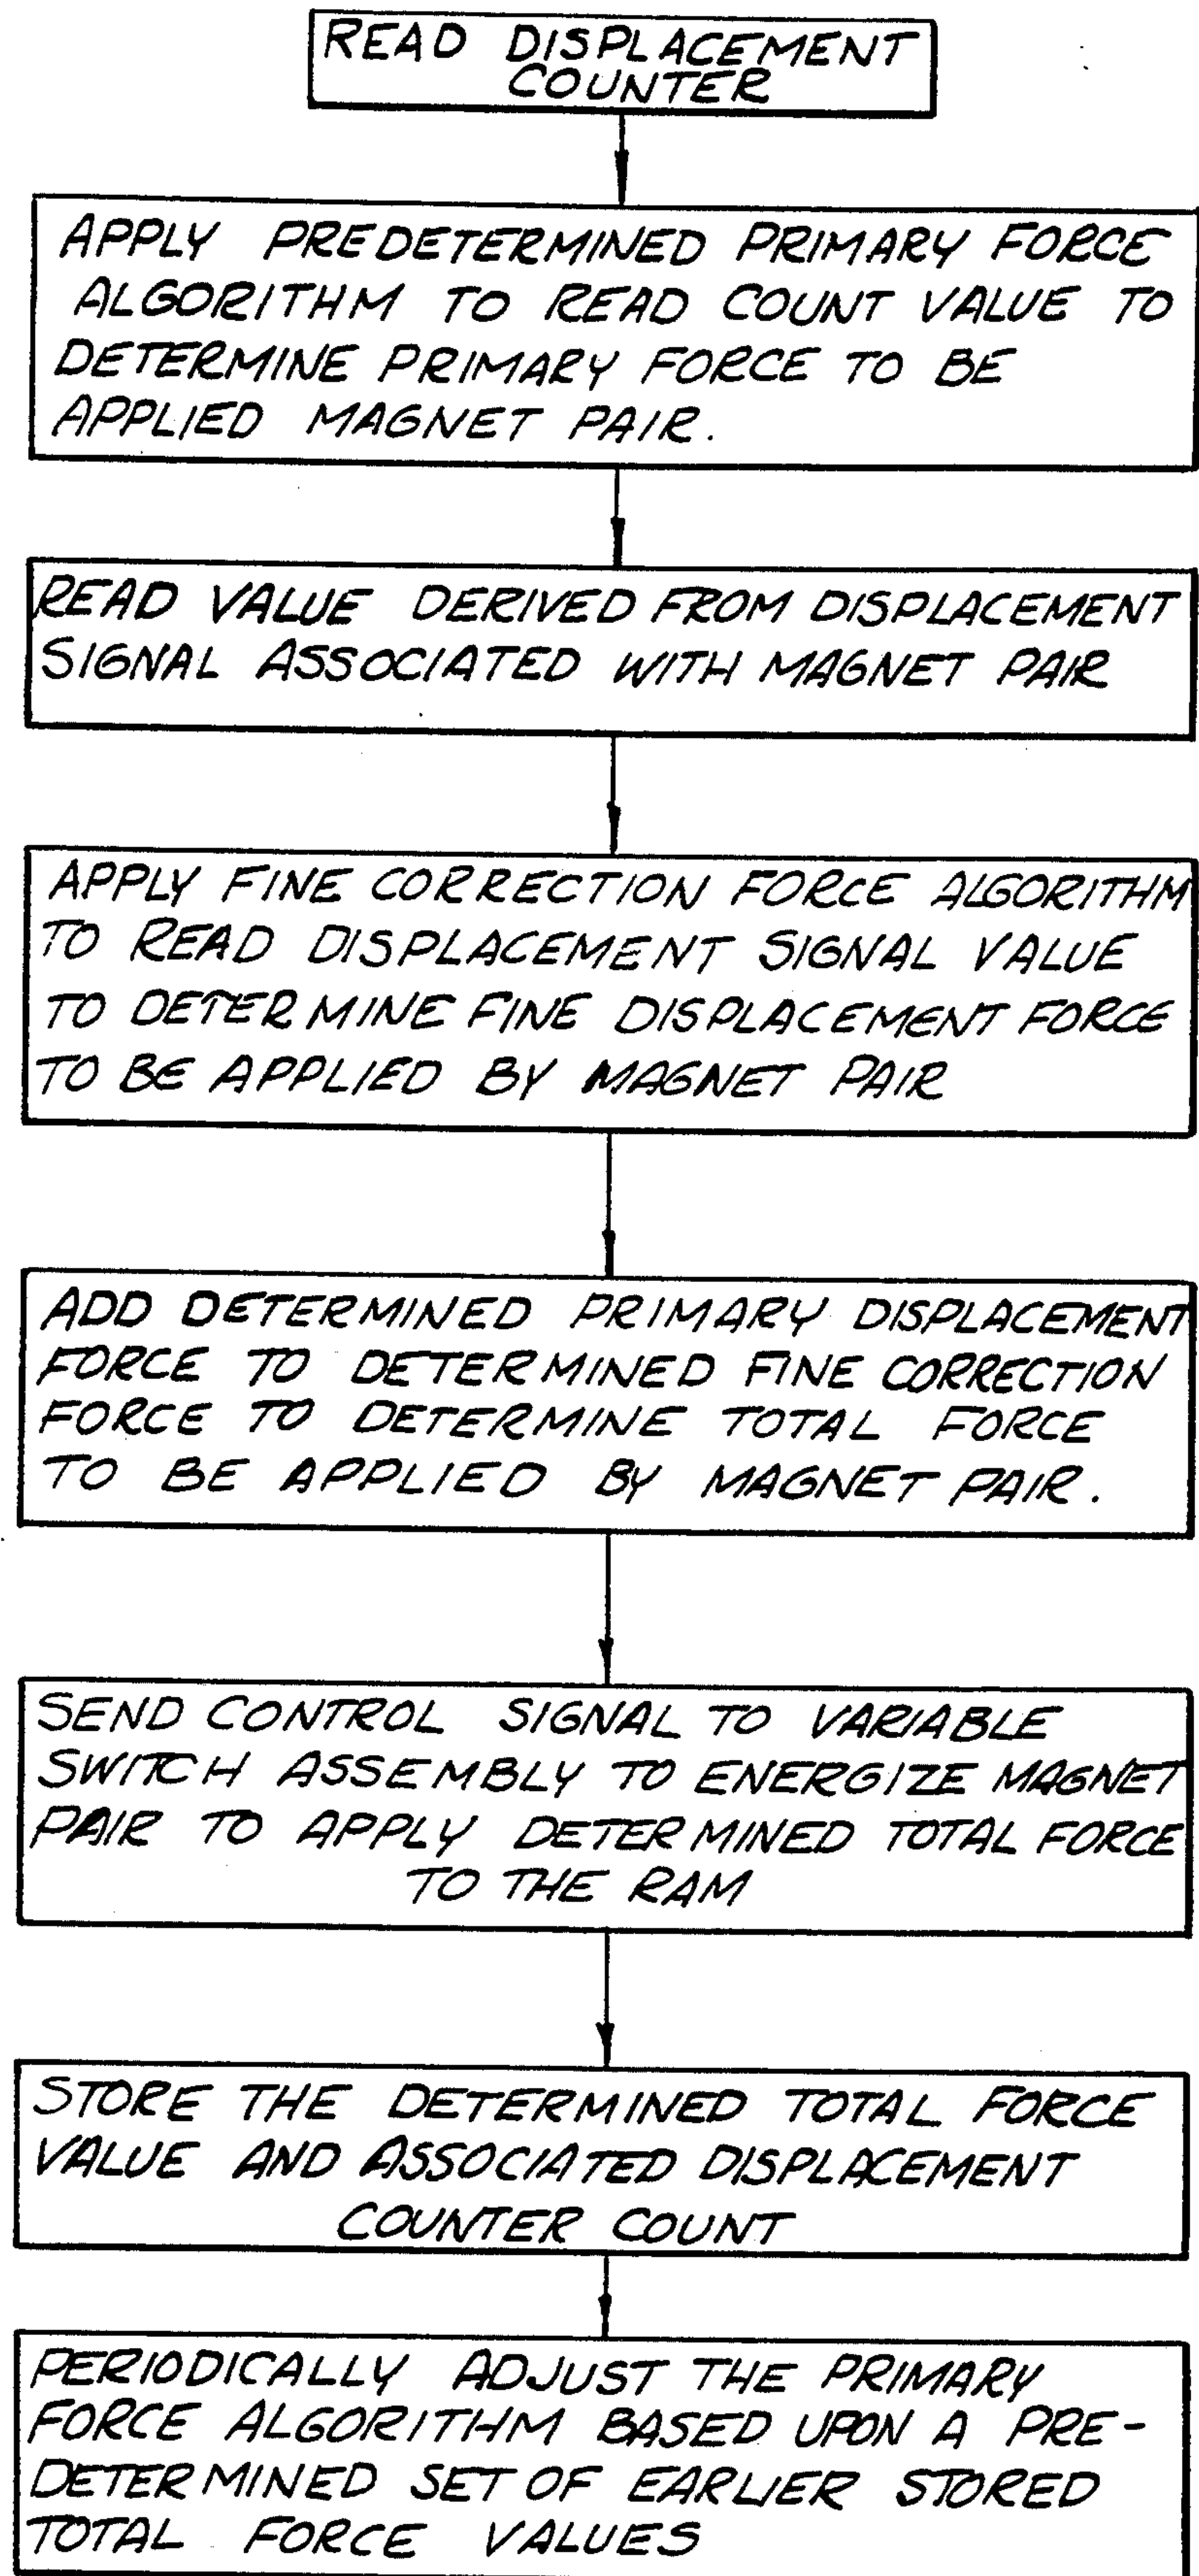 READ DISPLACEMENT
COUNTER
APPLY PREDETERMINED PRIMARY FORCE
ALGORITHM TO READ COUNT VALUE TO
DETERMINE PRIMARY FORCE TO BE
APPLIED MAGNET PAIR.
READ VALUE DERIVED FROM DISPLACEMENT
SIGNAL ASSOCIATED WITH MAGNET PAIR
APPLY FINE CORRECTION FORCE ALGORITHM
TO READ DISPLACEMENT SIGNAL VALUE
TO DETERMINE FINE DISPLACEMENT FORCE
TO BE APPLIED BY MAGNET PAIR
ADD DETERMINED PRIMARY DISPLACEMENT
FORCE TO DETERMINED FINE CORRECTION
FORCE TO DETERMINE TOTAL FORCE
TO BE APPLIED BY MAGNET PAIR.
SEND CONTROL SIGNAL TO VARIABLE
SWITCH ASSEMBLY TO ENERGIZE MAGNET
PAIR TO APPLY DETERMINED TOTAL FORCE
TO THE RAM
STORE THE DETERMINED TOTAL FORCE
VALUE AND ASSOCIATED DISPLACEMENT
COUNTER COUNT
PERIODICALLY ADJUST THE PRIMARY
FORCE ALGORITHM BASED UPON A PRE-
DETERMINED SET OF EARLIER STORED
TOTAL FORCE VALUES